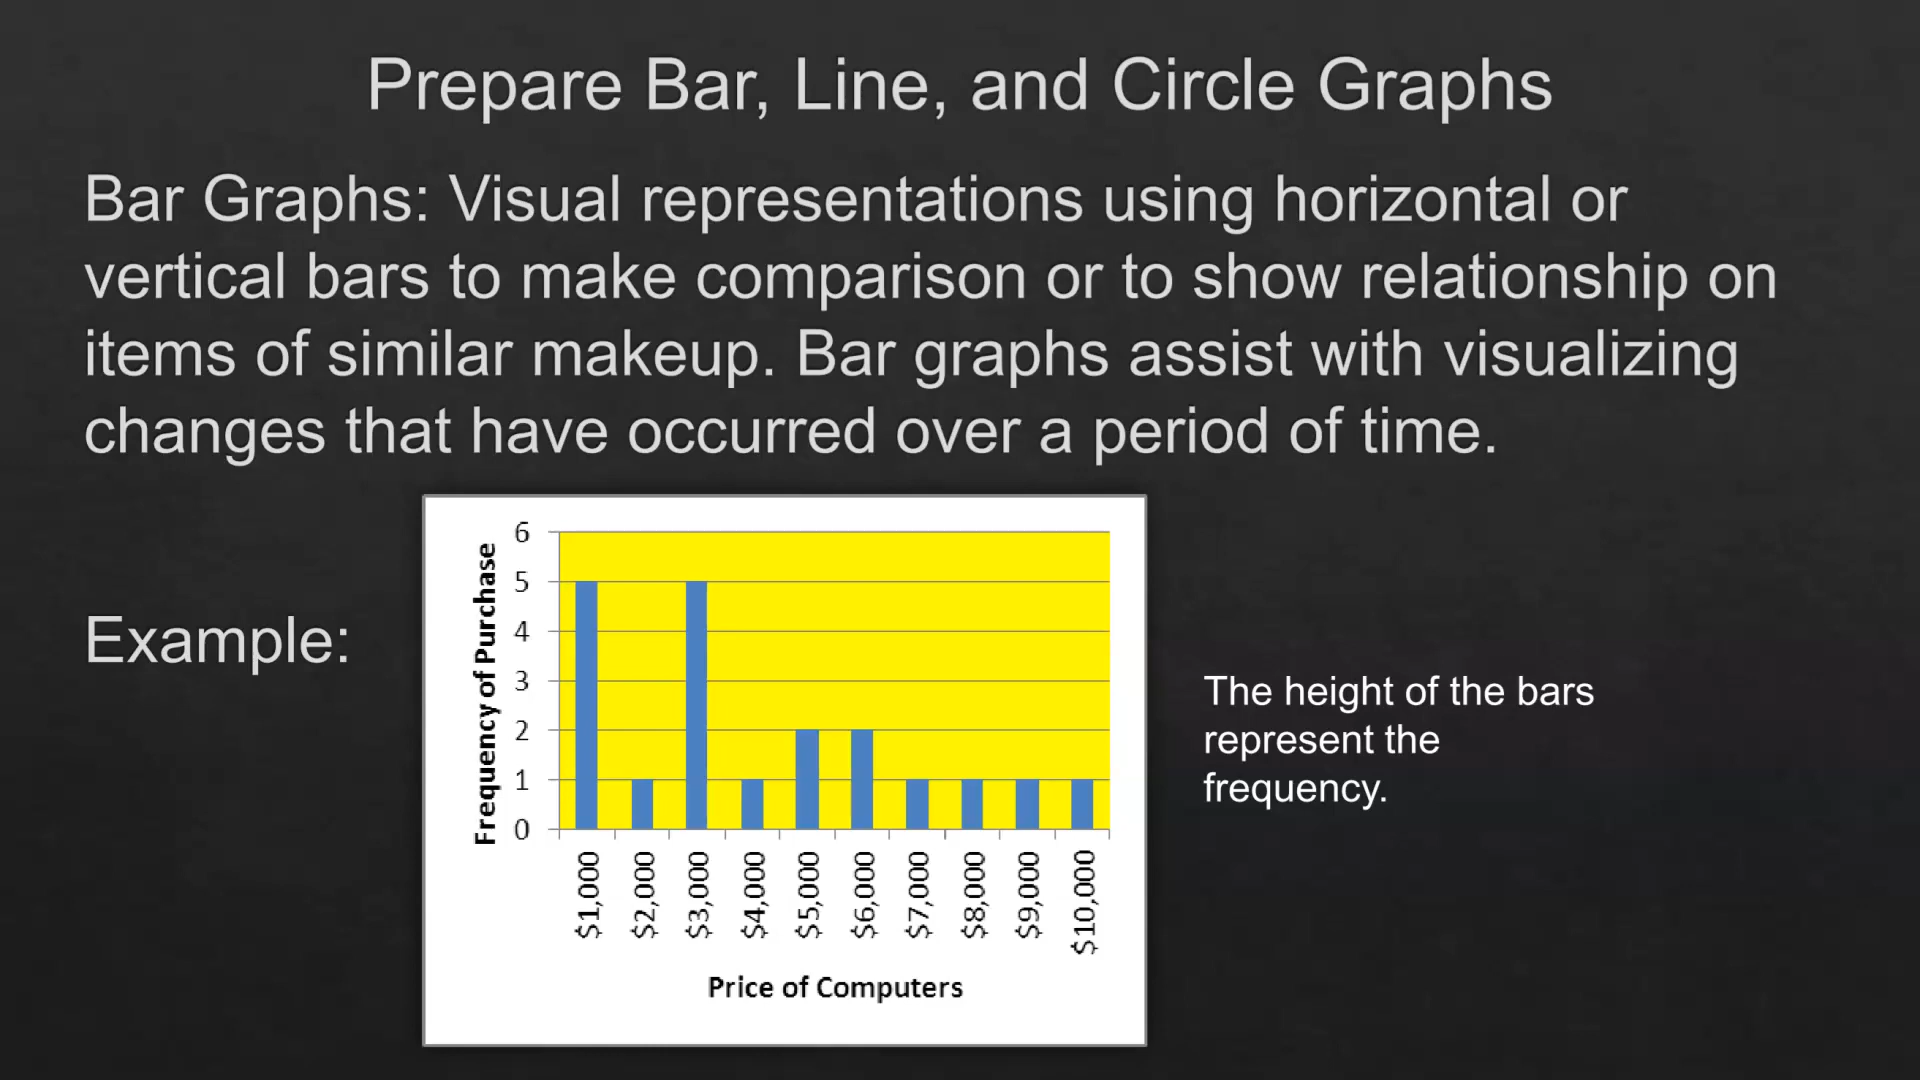 Prepare Bar, Line, and Circle Graphs
Bar Graphs: Visual representations using horizontal or
vertical bars to make comparison or to show relationship on
items of similar makeup. Bar graphs assist with visualizing
changes that have occurred over a period of time.
Example:
Frequency of Purchase
6
5
4
3
2
1
0
$1,000
$2,000
$3,000
$4,000
$5,000
$6,000
$7,000
$8,000
$9,000
$10,000
Price of Computers
The height of the bars
represent the
frequency.